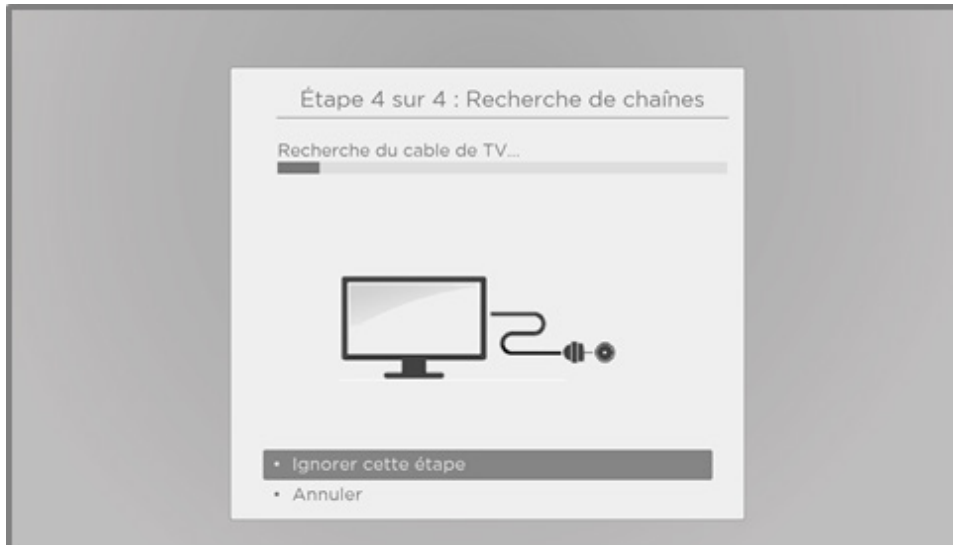 Étape 4 sur 4 : Recherche de chaînes
Recherche du cable de TV...
• Ignorer cette étape
• Annuler